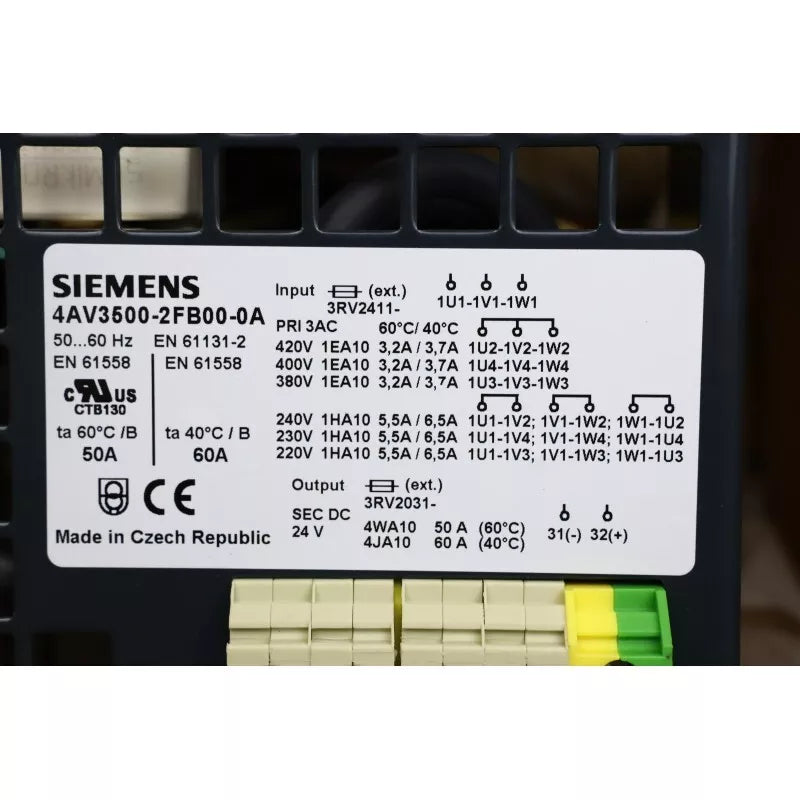 SIEMENS
4AV3500-2FB00-0A
50...60 Hz EN 61131-2
EN 61558 EN 61558
c UL US
CTB130
ta 60°C /B ta 40°C / B
50A 60A
CE
Made in Czech Republic
Input (ext.)
3RV2411-
1U1-1V1-1W1
PRI 3AC 60°C/ 40°C
420V 1EA10 3,2A / 3,7A 1U2-1V2-1W2
400V 1EA10 3,2A / 3,7A 1U4-1V4-1W4
380V 1EA10 3,2A / 3,7A 1U3-1V3-1W3
240V 1HA10 5,5A / 6,5A 1U1-1V2; 1V1-1W2; 1W1-1U2
230V 1HA10 5,5A / 6,5A 1U1-1V4; 1V1-1W4; 1W1-1U4
220V 1HA10 5,5A / 6,5A 1U1-1V3; 1V1-1W3; 1W1-1U3
Output (ext.)
3RV2031-
SEC DC 4WA10 50 A (60°C)
24 V 4JA10 60 A (40°C)
31(-) 32(+)